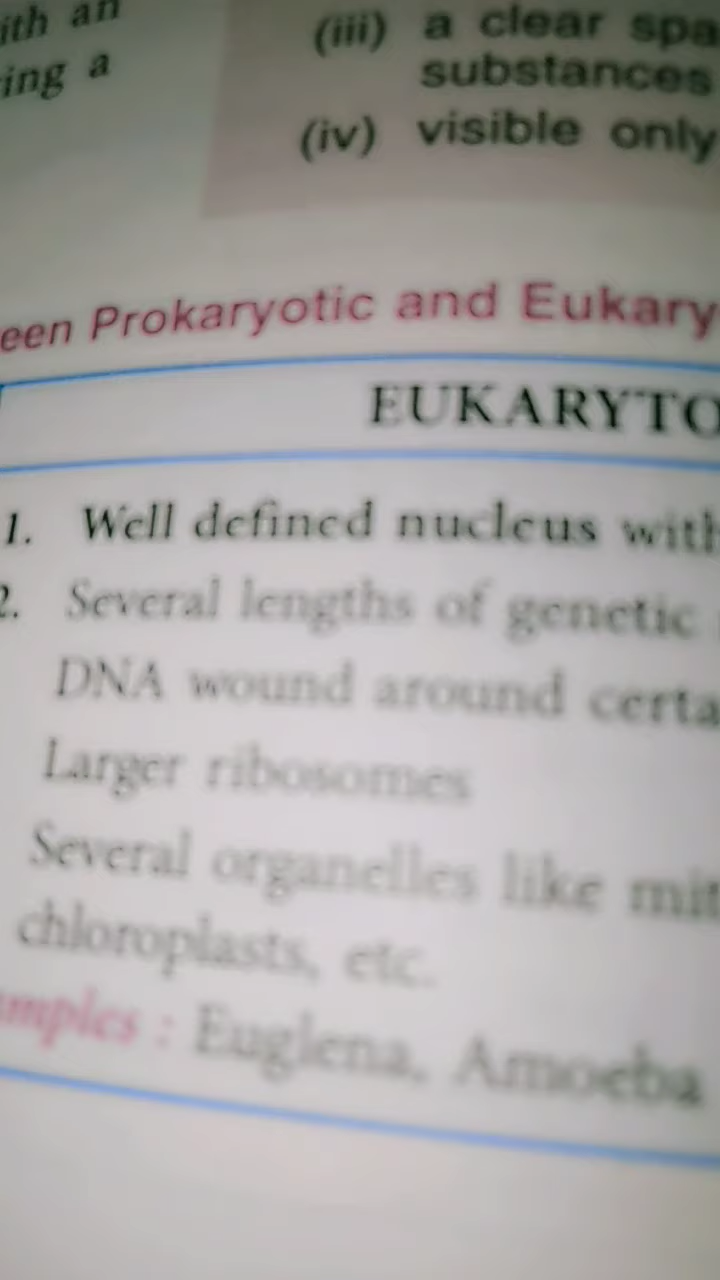 ith an
ing a
(iii) a clear spa
substances
(iv) visible only
een Prokaryotic and Eukary
EUKARYTO
1. Well defined nucleus with
2. Several lengths of genetic
DNA wound around certa
Larger ribosomes
Several organelles like mit
chloroplasts, etc.
mples : Euglena, Amoeba